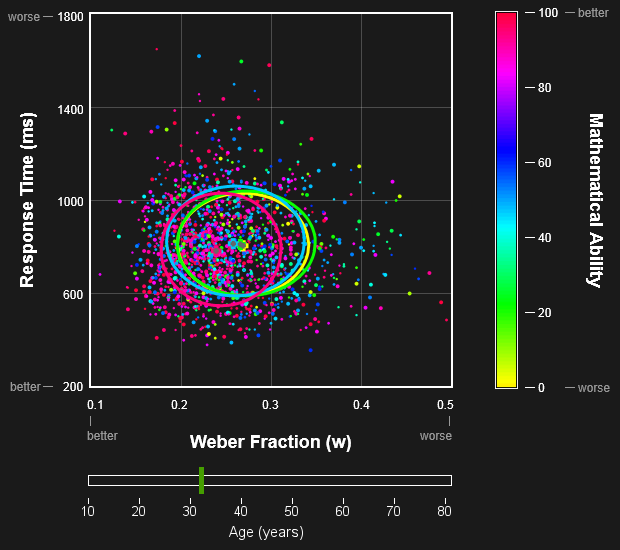 worse — 1800
1400
1000
600
better — 200
Response Time (ms)
0.1 0.2 0.3 0.4 0.5
better worse
Weber Fraction (w)
10 20 30 40 50 60 70 80
Age (years)
100 — better
80
60
40
20
0 — worse
Mathematical Ability